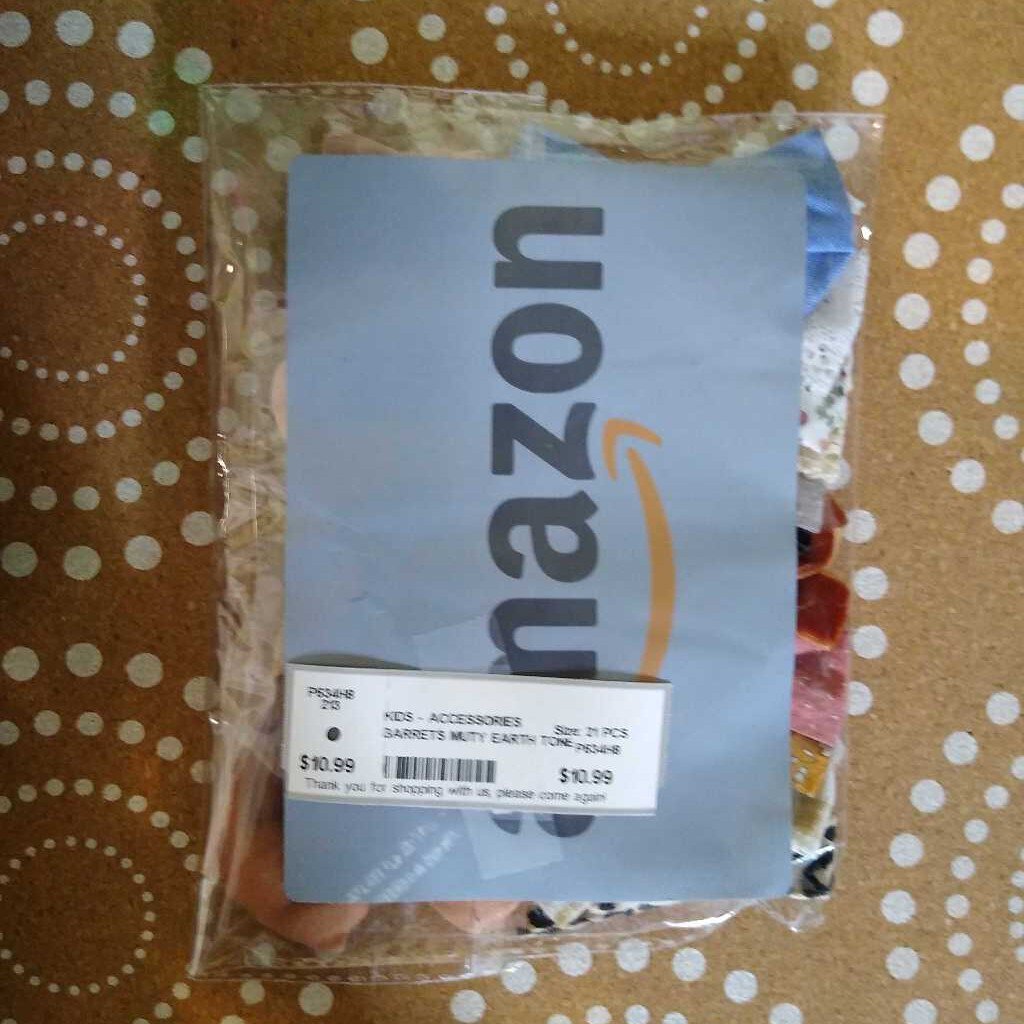 amazon
P634H8
213
KIDS - ACCESSORIES
BARRETS MUTY EARTH TONE
Size: 21 PCS
P634H8
$10.99
$10.99
Thank you for shopping with us, please come again!